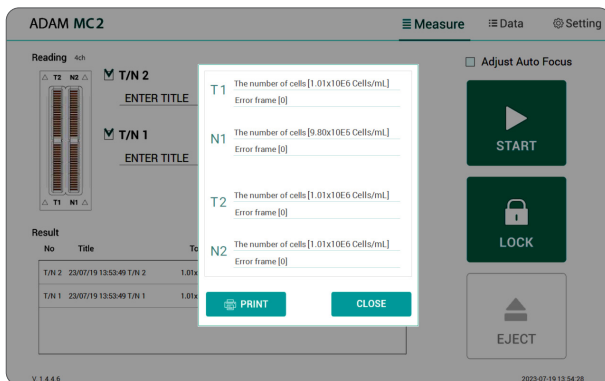 ADAM MC2
Measure
Data
Setting
Reading 4ch
T2 N2
T1 N1
T/N 2
ENTER TITLE
T/N 1
ENTER TITLE
Adjust Auto Focus
START
LOCK
EJECT
T1
The number of cells [1.01x10E6 Cells/mL]
Error frame [0]
N1
The number of cells [9.80x10E5 Cells/mL]
Error frame [0]
T2
The number of cells [1.01x10E6 Cells/mL]
Error frame [0]
N2
The number of cells [1.01x10E6 Cells/mL]
Error frame [0]
PRINT
CLOSE
Result
No Title
T/N 2 23/07/19 13:53:49 T/N 2 1.01x
T/N 1 23/07/19 13:53:49 T/N 1 1.01x
V. 1.4.4.6
2023-07-19 13:54:28